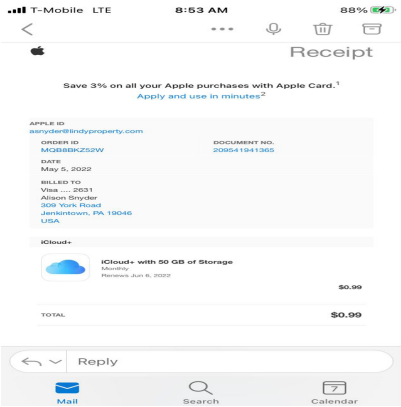 T-Mobile LTE 8:53 AM 88%
Receipt
Save 3% on all your Apple purchases with Apple Card.1
Apply and use in minutes2
APPLE ID
asnyder@lindyproperty.com
ORDER ID DOCUMENT NO.
MQB8BKZ52W 209541941365
DATE
May 5, 2022
BILLED TO
Visa .... 2631
Alison Snyder
309 York Road
Jenkintown, PA 19046
USA
iCloud+
iCloud+ with 50 GB of Storage
Monthly
Renews Jun 6, 2022
$0.99
TOTAL $0.99
Reply
7
Mail Search Calendar